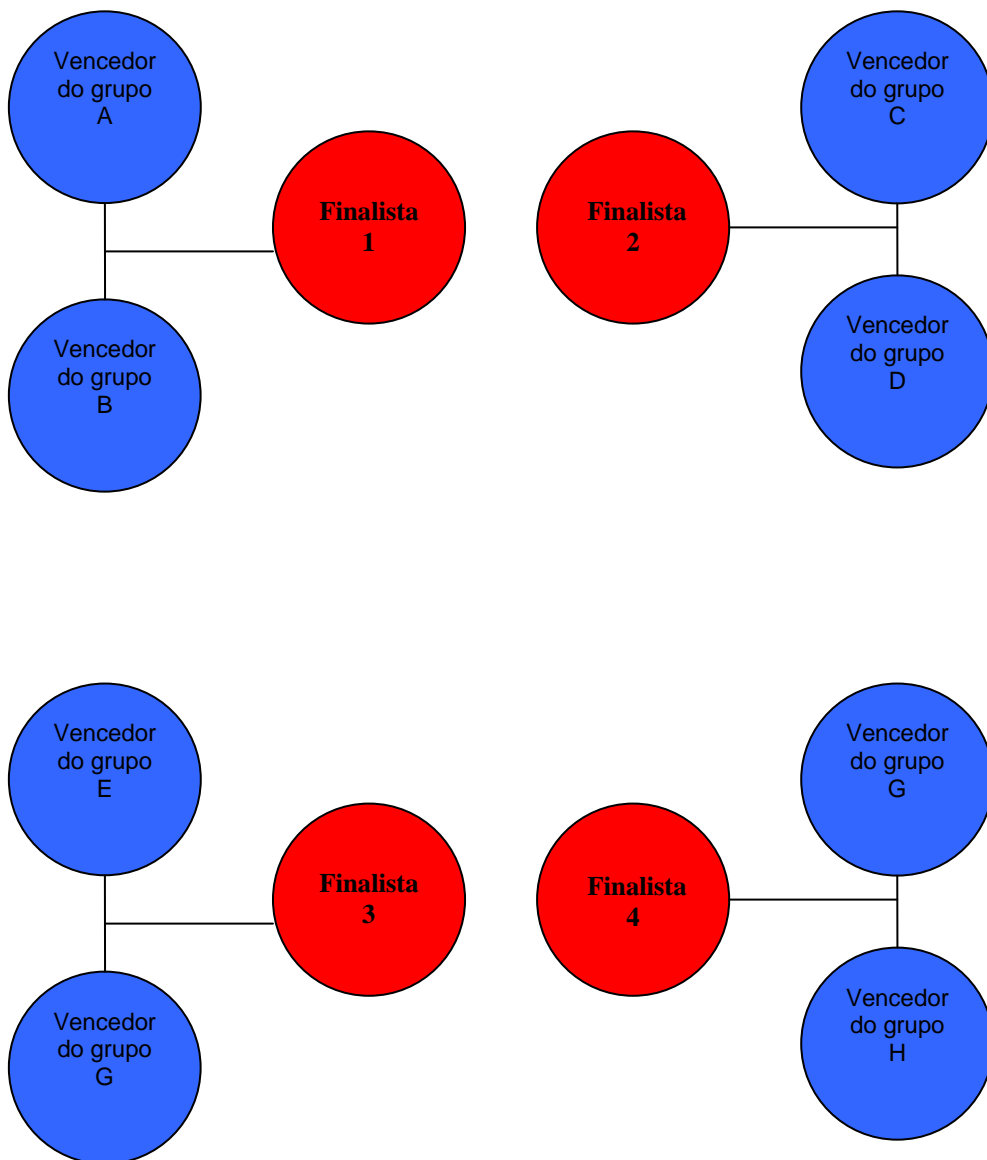 Vencedor
do grupo
A
Finalista
1
Vencedor
do grupo
B
Vencedor
do grupo
C
Finalista
2
Vencedor
do grupo
D
Vencedor
do grupo
E
Finalista
3
Vencedor
do grupo
G
Vencedor
do grupo
G
Finalista
4
Vencedor
do grupo
H